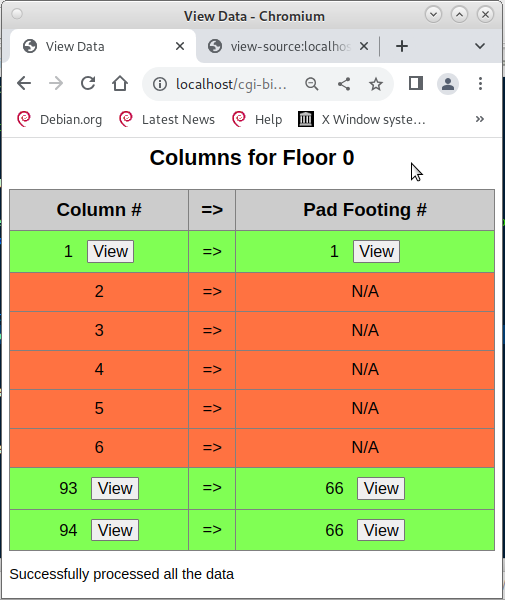 View Data - Chromium
View Data
view-source:localhos
localhost/cgi-bi...
Debian.org
Latest News
Help
X Window syste...
Columns for Floor 0
Column # => Pad Footing #
1 View => 1 View
2 => N/A
3 => N/A
4 => N/A
5 => N/A
6 => N/A
93 View => 66 View
94 View => 66 View
Successfully processed all the data